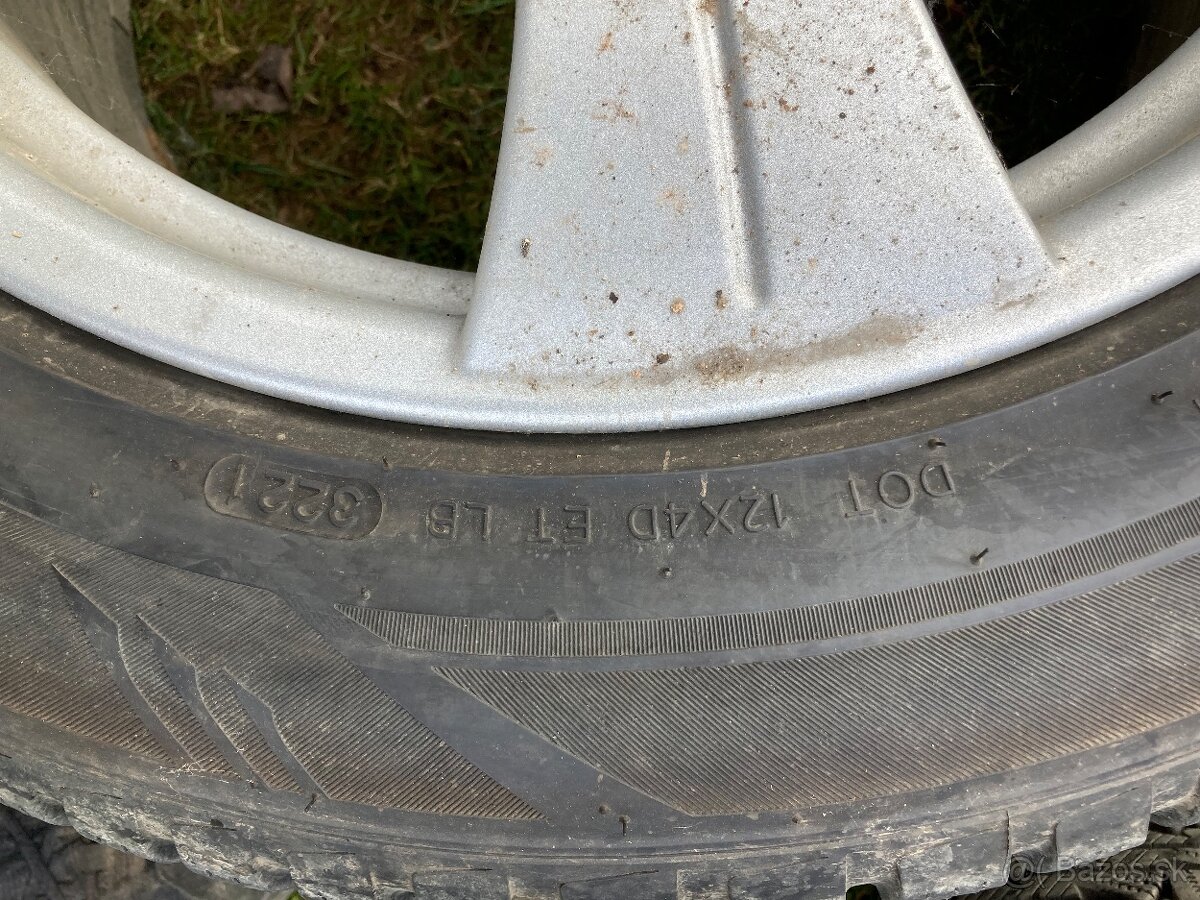 DOT 12X4D ET LB 3221
Bazos.sk